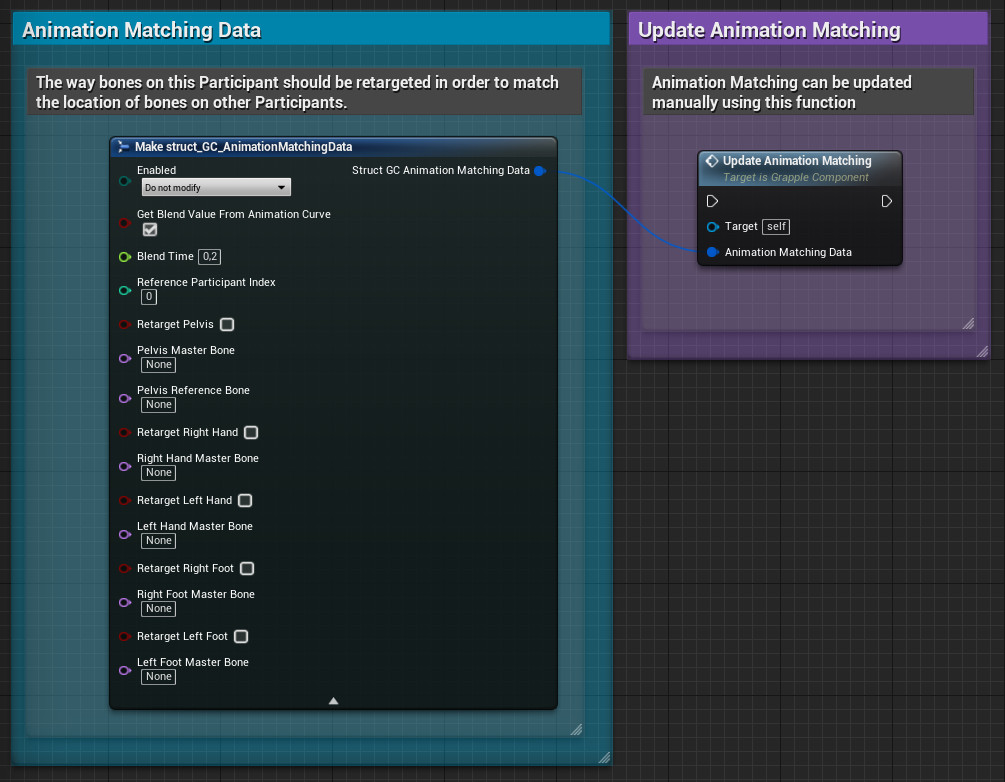 Animation Matching Data
The way bones on this Participant should be retargeted in order to match
the location of bones on other Participants.
Make struct_GC_AnimationMatchingData
Enabled
Do not modify
Struct GC Animation Matching Data
Get Blend Value From Animation Curve
Blend Time 0,2
Reference Participant Index
0
Retarget Pelvis
Pelvis Master Bone
None
Pelvis Reference Bone
None
Retarget Right Hand
Right Hand Master Bone
None
Retarget Left Hand
Left Hand Master Bone
None
Retarget Right Foot
Right Foot Master Bone
None
Retarget Left Foot
Left Foot Master Bone
None
Update Animation Matching
Animation Matching can be updated
manually using this function
Update Animation Matching
Target is Grapple Component
Target self
Animation Matching Data